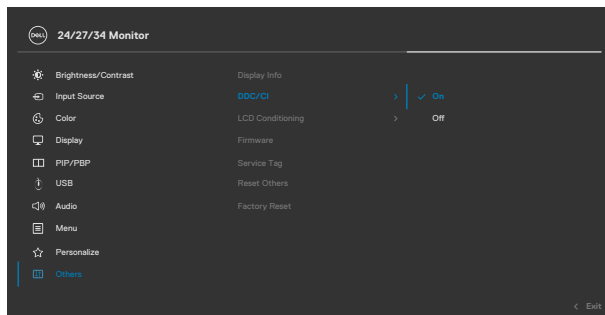 DELL 24/27/34 Monitor
Brightness/Contrast Display Info
Input Source DDC/CI > ✓ On
Color LCD Conditioning > Off
Display Firmware
PIP/PBP Service Tag
USB Reset Others
Audio Factory Reset
Menu
Personalize
Others
< Exit